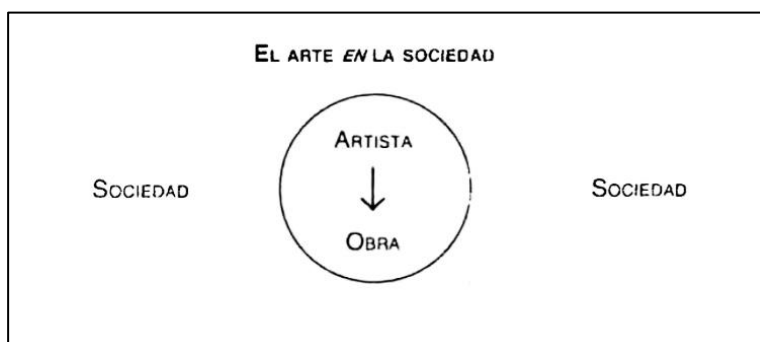 EL ARTE EN LA SOCIEDAD
ARTISTA
SOCIEDAD SOCIEDAD
OBRA